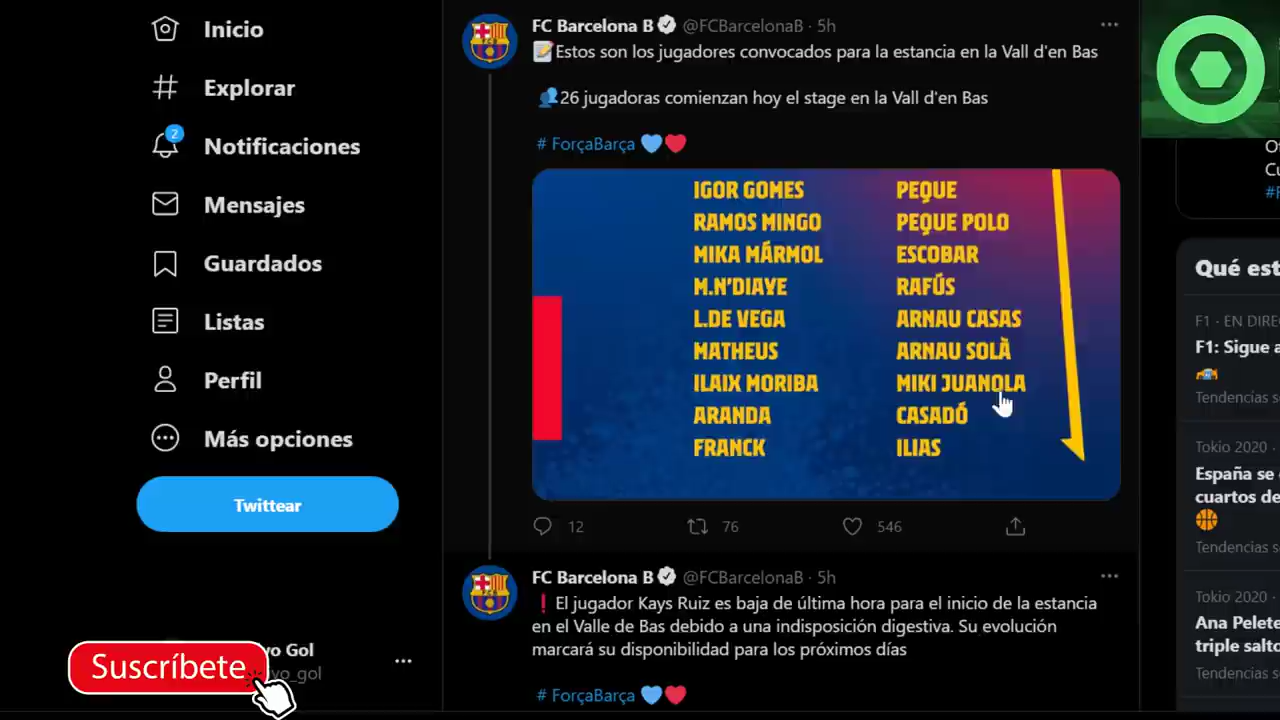 Inicio
Explorar
2
Notificaciones
Mensajes
Guardados
Listas
Perfil
Más opciones
Twittear
vo Gol
vo_gol
Suscríbete
FC Barcelona B @FCBarcelonaB · 5h
Estos son los jugadores convocados para la estancia en la Vall d'en Bas
26 jugadoras comienzan hoy el stage en la Vall d'en Bas
# ForçaBarça
IGOR GOMES
RAMOS MINGO
MIKA MÁRMOL
M.N'DIAYE
L.DE VEGA
MATHEUS
ILAIX MORIBA
ARANDA
FRANCK
PEQUE
PEQUE POLO
ESCOBAR
RAFÚS
ARNAU CASAS
ARNAU SOLÀ
MIKI JUANOLA
CASADÓ
ILIAS
12 76 546
FC Barcelona B @FCBarcelonaB · 5h
El jugador Kays Ruiz es baja de última hora para el inicio de la estancia
en el Valle de Bas debido a una indisposición digestiva. Su evolución
marcará su disponibilidad para los próximos días
# ForçaBarça
Qué est
F1 · EN DIRE
F1: Sigue a
Tendencias s
Tokio 2020 ·
España se
cuartos de
Tendencias s
Tokio 2020 ·
Ana Pelete
triple salto
Tendencias s